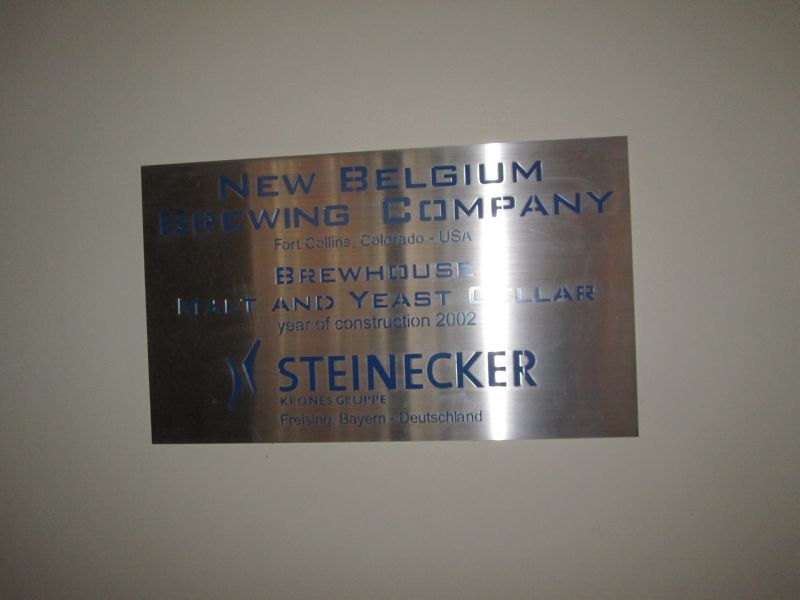 NEW BELGIUM
BREWING COMPANY
Fort Collins, Colorado - USA
BREWHOUSE
MALT AND YEAST CELLAR
year of construction 2002
STEINECKER
KRONES GRUPPE
Freising, Bayern - Deutschland